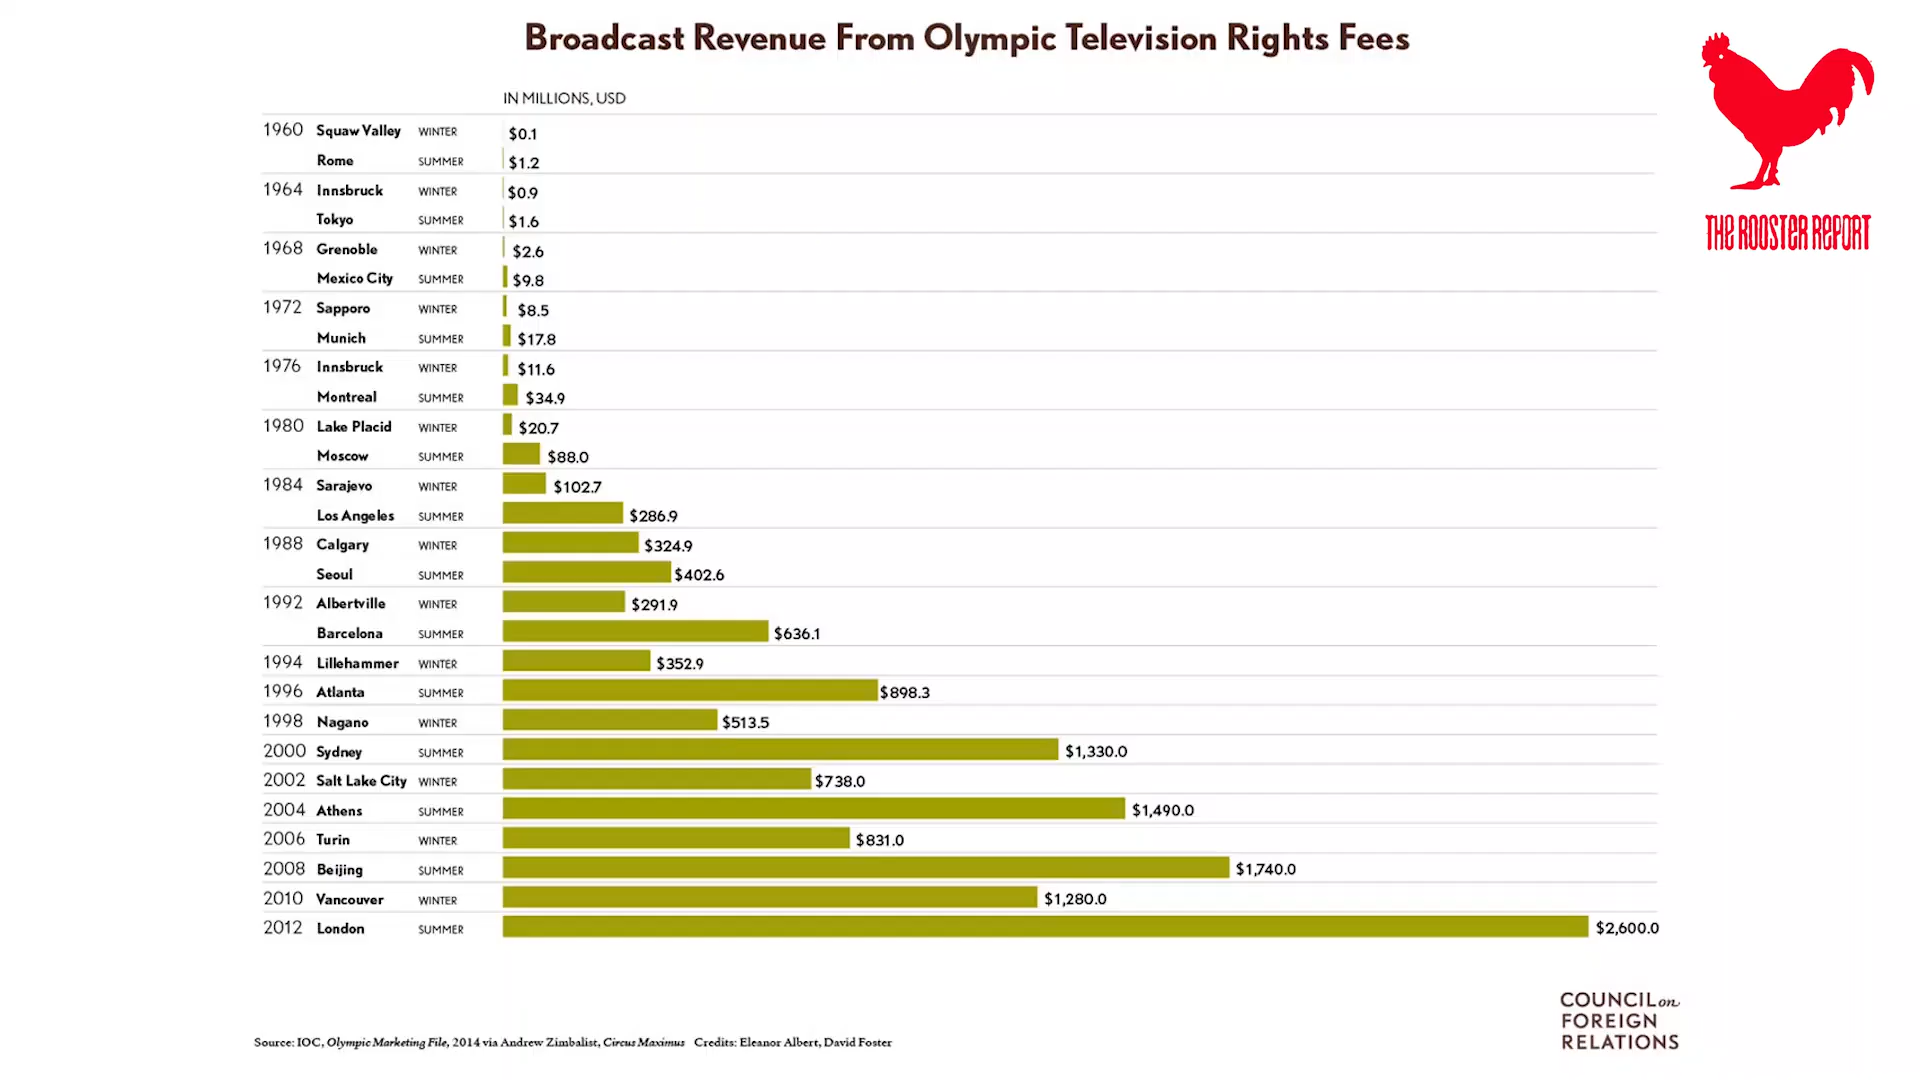 Broadcast Revenue From Olympic Television Rights Fees
THE ROOSTER REPORT
IN MILLIONS, USD
1960 Squaw Valley WINTER $0.1
Rome SUMMER $1.2
1964 Innsbruck WINTER $0.9
Tokyo SUMMER $1.6
1968 Grenoble WINTER $2.6
Mexico City SUMMER $9.8
1972 Sapporo WINTER $8.5
Munich SUMMER $17.8
1976 Innsbruck WINTER $11.6
Montreal SUMMER $34.9
1980 Lake Placid WINTER $20.7
Moscow SUMMER $88.0
1984 Sarajevo WINTER $102.7
Los Angeles SUMMER $286.9
1988 Calgary WINTER $324.9
Seoul SUMMER $402.6
1992 Albertville WINTER $291.9
Barcelona SUMMER $636.1
1994 Lillehammer WINTER $352.9
1996 Atlanta SUMMER $898.3
1998 Nagano WINTER $513.5
2000 Sydney SUMMER $1,330.0
2002 Salt Lake City WINTER $738.0
2004 Athens SUMMER $1,490.0
2006 Turin WINTER $831.0
2008 Beijing SUMMER $1,740.0
2010 Vancouver WINTER $1,280.0
2012 London SUMMER $2,600.0
COUNCIL on
FOREIGN
RELATIONS
Source: IOC, Olympic Marketing File, 2014 via Andrew Zimbalist, Circus Maximus Credits: Eleanor Albert, David Foster